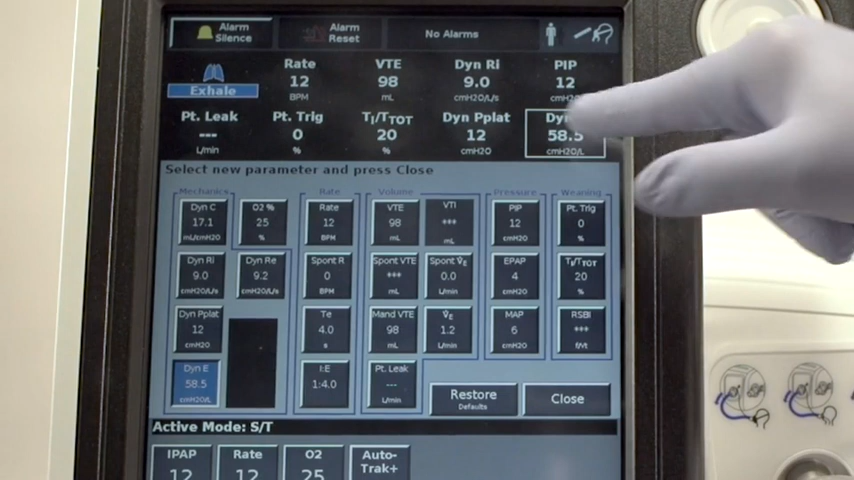 Alarm Silence
Alarm Reset
No Alarms
Exhale
Rate 12 BPM
VTE 98 mL
Dyn Ri 9.0 cmH2O/L/s
PIP 12
Pt. Leak --- L/min
Pt. Trig 0 %
TI/TTOT 20 %
Dyn Pplat 12 cmH2O
58.5 cmH2O/L
Select new parameter and press Close
Mechanics
Rate
Volume
Pressure
Weaning
Dyn C 17.1 mL/cmH2O
O2 % 25 %
Rate 12 BPM
VTE 98 mL
VTI *** mL
PIP 12 cmH2O
Pt. Trig 0 %
Dyn Ri 9.0 cmH2O/L/s
Dyn Re 9.2 cmH2O/L/s
Spont R 0 BPM
Spont VTE *** mL
Spont V̇E 0.0 L/min
EPAP 4 cmH2O
TI/TTOT 20 %
Dyn Pplat 12 cmH2O
Te 4.0 s
Mand VTE 98 mL
V̇E 1.2 L/min
MAP 6 cmH2O
RSBI *** f/Vt
Dyn E 58.5 cmH2O/L
I:E 1:4.0
Pt. Leak --- L/min
Restore Defaults
Close
Active Mode: S/T
IPAP 12
Rate 12
O2 25
Auto-Trak+